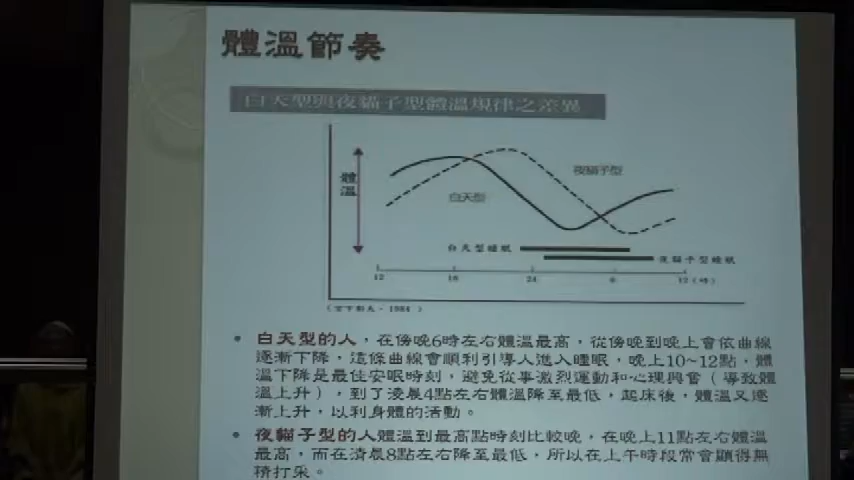 體溫節奏
白天型與夜貓子型體溫規律之差異
體溫
夜貓子型
白天型
白天型睡眠
夜貓子型睡眠
12 24 6 12(時)
1984)
• 白天型的人，在傍晚6時左右體溫最高，從傍晚到晚上會依曲線
逐漸下降，這條曲線會順利引導人進入睡眠，晚上10~12點，體
溫下降是最佳安眠時刻，避免從事激烈運動和心理興奮（導致體
溫上升），到了淩晨4點左右體溫降至最低，起床後，體溫又逐
漸上升，以利身體的活動。
• 夜貓子型的人體溫到最高點時刻比較晚，在晚上11點左右體溫
最高，而在清晨8點左右降至最低，所以在上午時段常會顯得無
精打采。